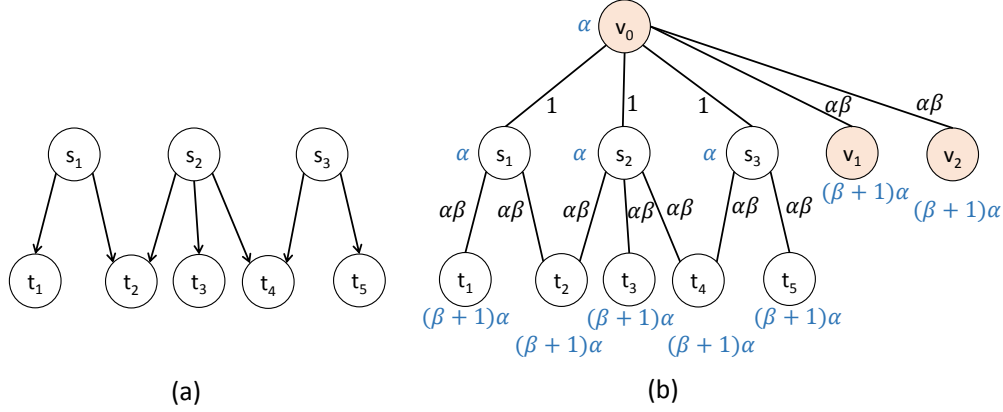 s1 s2 s3
t1 t2 t3 t4 t5
(a)
α v0
1 1 1 αβ αβ
α s1 α s2 α s3 v1 v2
(β + 1)α (β + 1)α
αβ αβ αβ αβ αβ αβ αβ
t1 t2 t3 t4 t5
(β + 1)α (β + 1)α (β + 1)α
(β + 1)α (β + 1)α
(b)